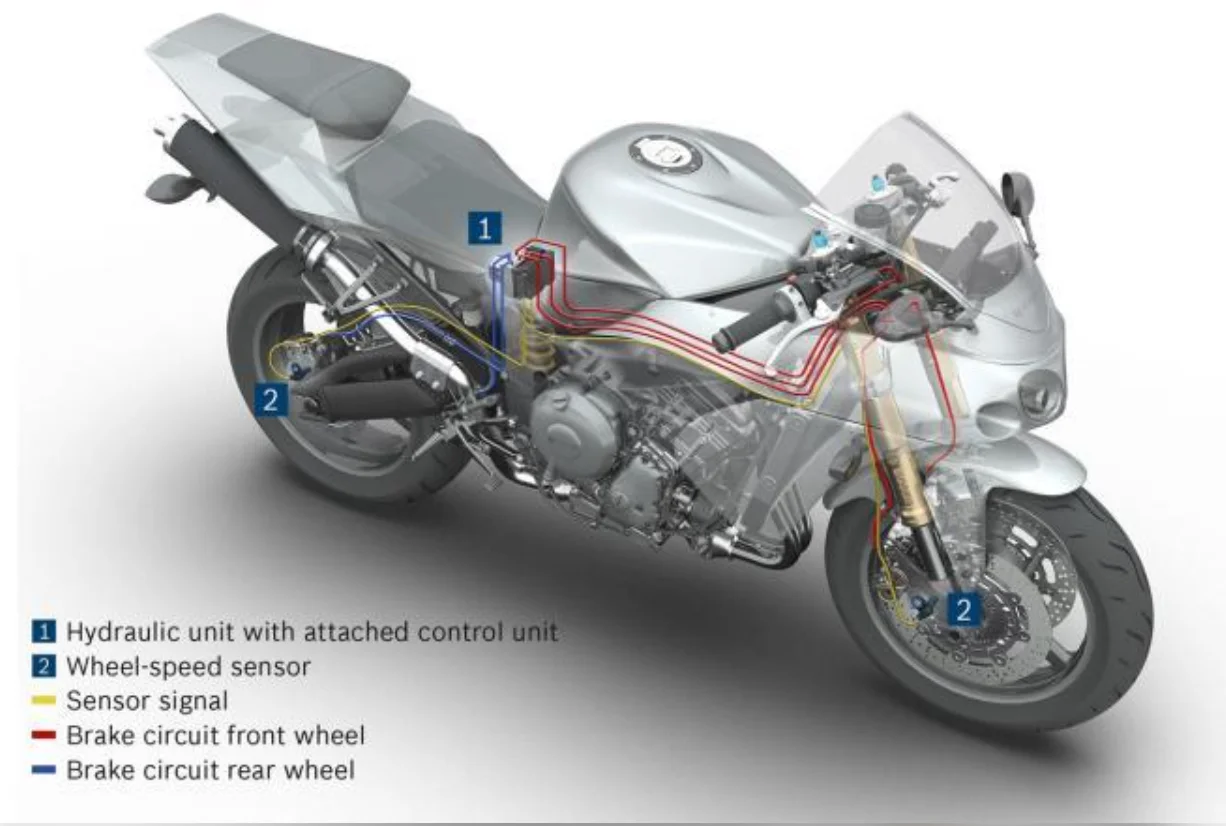 1
2
2
1 Hydraulic unit with attached control unit
2 Wheel-speed sensor
Sensor signal
Brake circuit front wheel
Brake circuit rear wheel